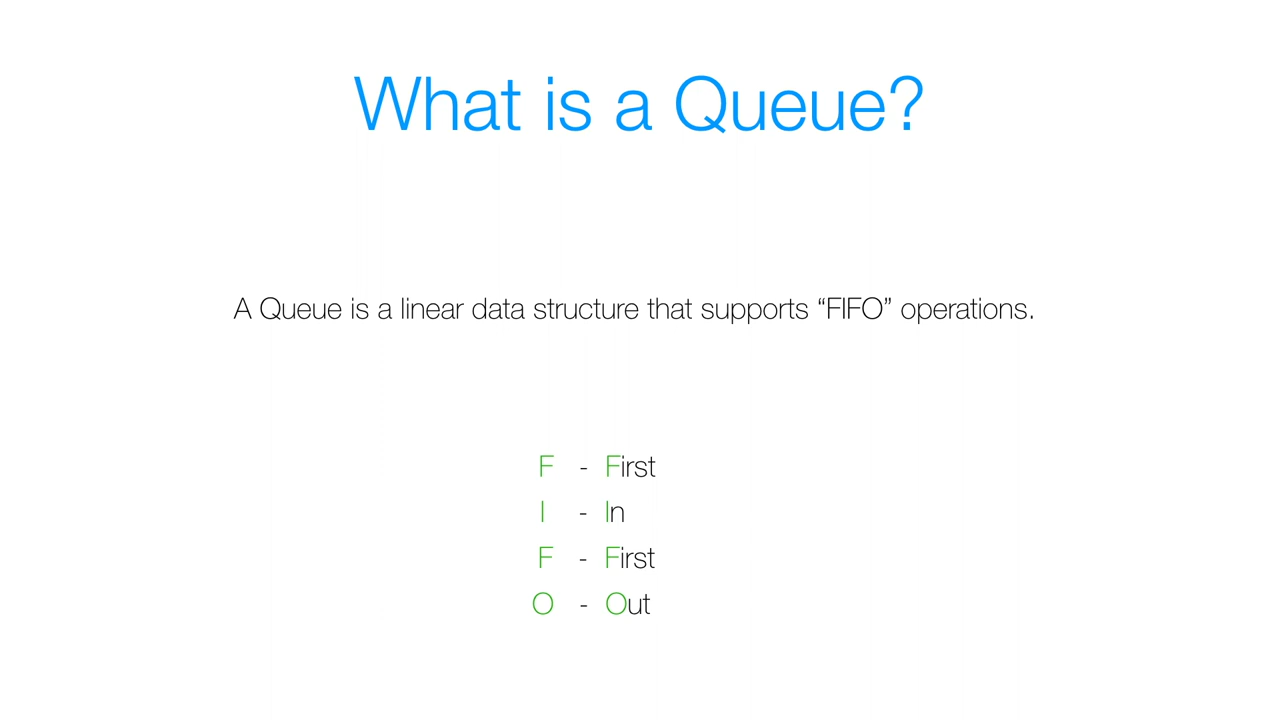 What is a Queue?
A Queue is a linear data structure that supports “FIFO” operations.
F - First
I - In
F - First
O - Out